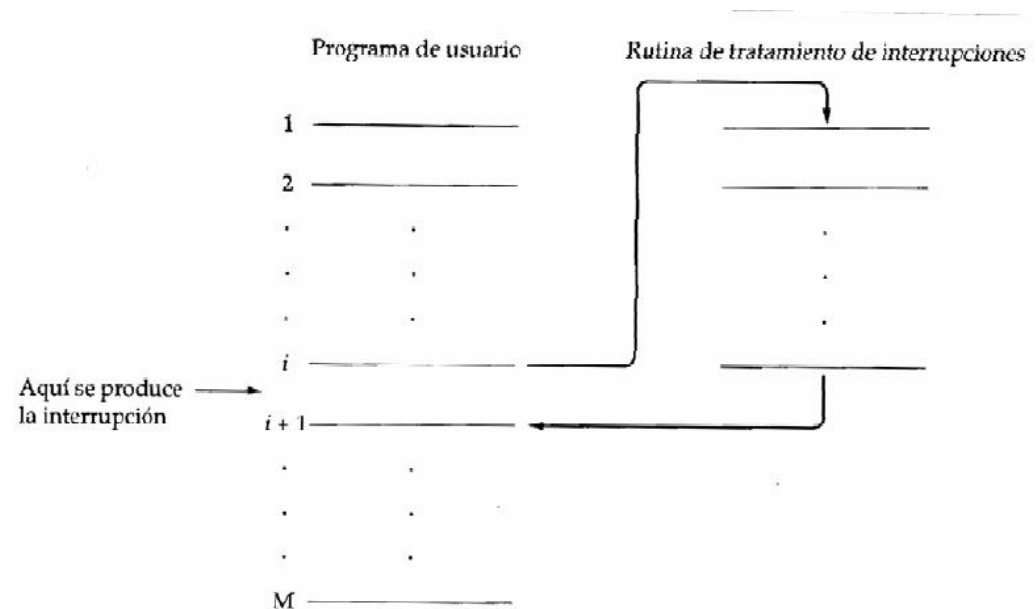 Programa de usuario
Rutina de tratamiento de interrupciones
1
2
i
Aquí se produce
la interrupción
i + 1
M